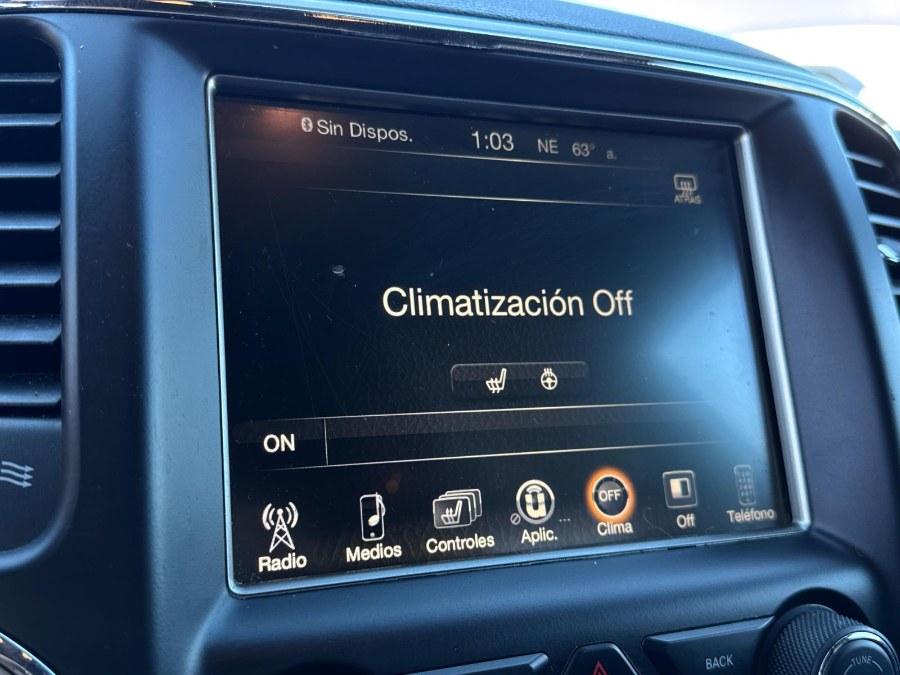 Sin Dispos. 1:03 NE 63° a.
ATRÁS
Climatización Off
ON
OFF
Radio Medios Controles Aplic. ... Clima Off Teléfono
BACK
TUNE